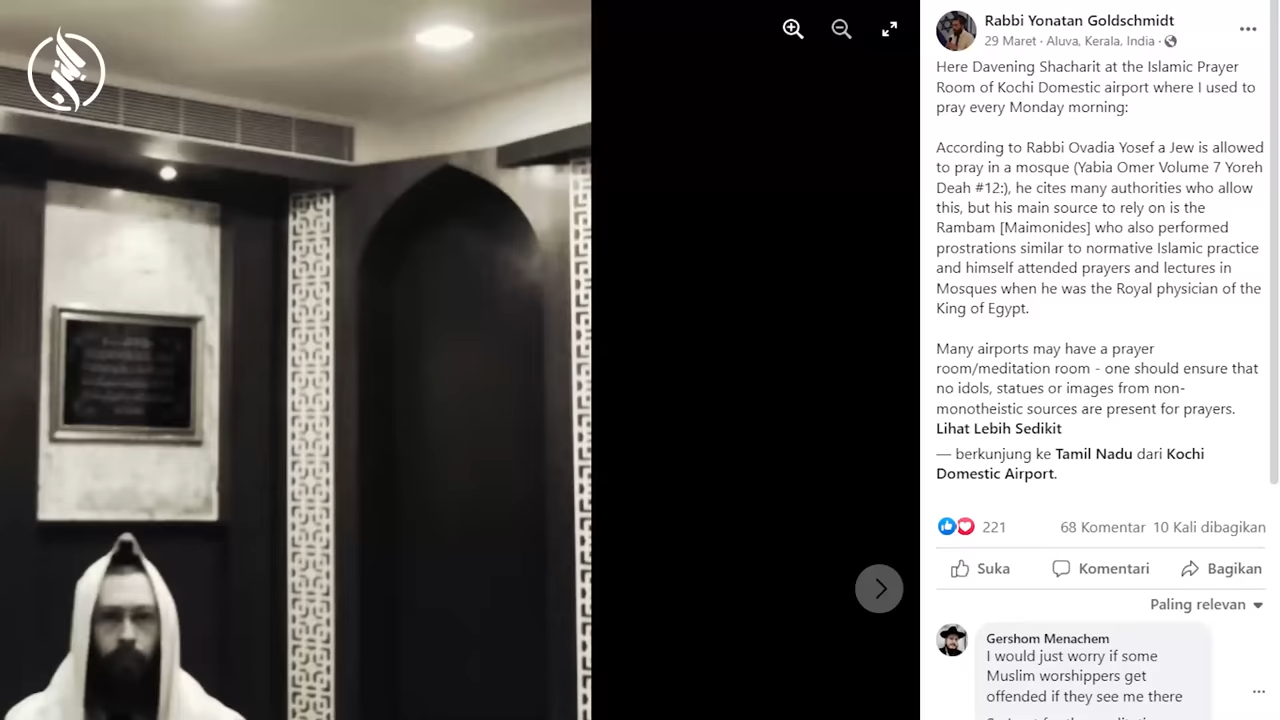 Rabbi Yonatan Goldschmidt
29 Maret · Aluva, Kerala, India ·
Here Davening Shacharit at the Islamic Prayer
Room of Kochi Domestic airport where I used to
pray every Monday morning:
According to Rabbi Ovadia Yosef a Jew is allowed
to pray in a mosque (Yabia Omer Volume 7 Yoreh
Deah #12:), he cites many authorities who allow
this, but his main source to rely on is the
Rambam [Maimonides] who also performed
prostrations similar to normative Islamic practice
and himself attended prayers and lectures in
Mosques when he was the Royal physician of the
King of Egypt.
Many airports may have a prayer
room/meditation room - one should ensure that
no idols, statues or images from non-
monotheistic sources are present for prayers.
Lihat Lebih Sedikit
— berkunjung ke Tamil Nadu dari Kochi
Domestic Airport.
221 68 Komentar 10 Kali dibagikan
Suka Komentari Bagikan
Paling relevan
Gershom Menachem
I would just worry if some
Muslim worshippers get
offended if they see me there